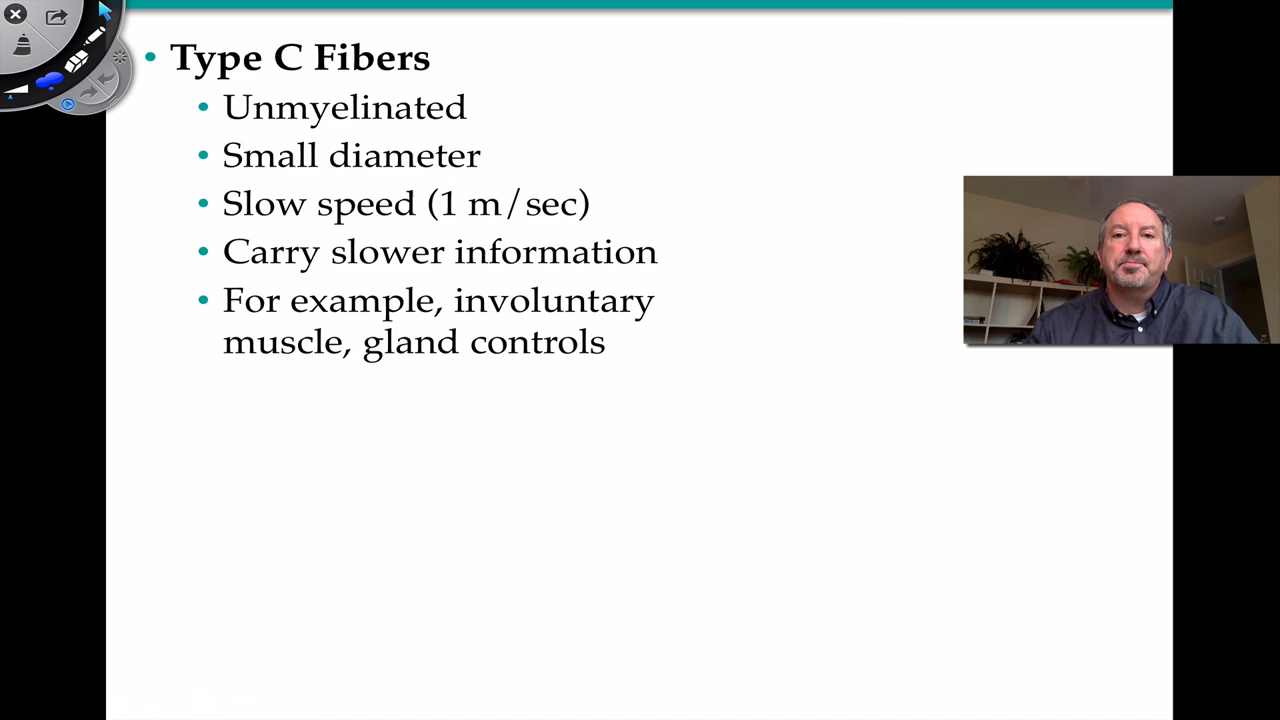 • Type C Fibers
• Unmyelinated
• Small diameter
• Slow speed (1 m/sec)
• Carry slower information
• For example, involuntary
muscle, gland controls